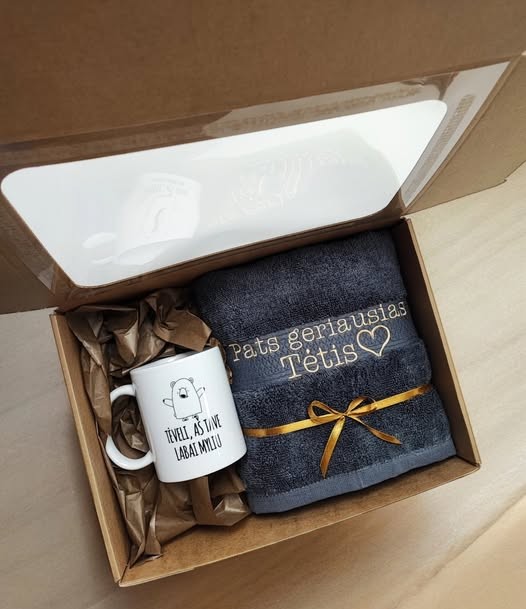 Pats geriausias
Tėtis
TĖVELI, AŠ TAVE
LABAI MYLIU